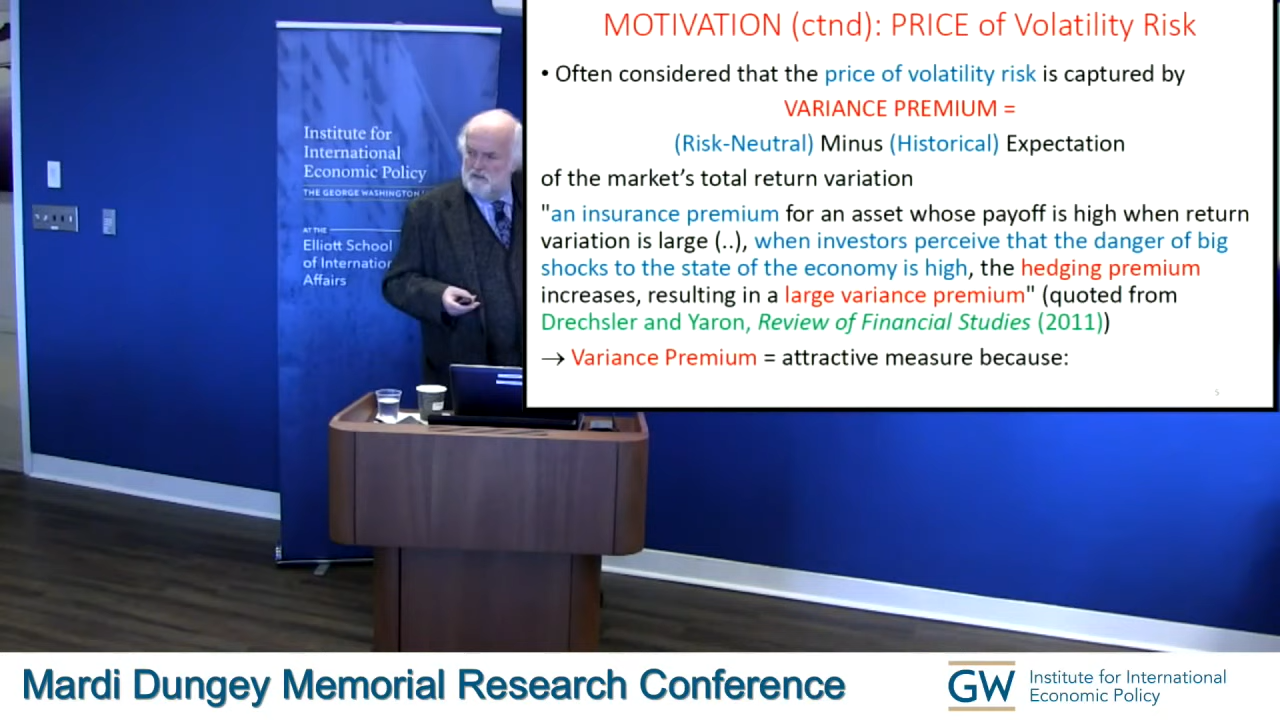 MOTIVATION (ctnd): PRICE of Volatility Risk
• Often considered that the price of volatility risk is captured by
VARIANCE PREMIUM =
(Risk-Neutral) Minus (Historical) Expectation
of the market's total return variation
"an insurance premium for an asset whose payoff is high when return
variation is large (..), when investors perceive that the danger of big
shocks to the state of the economy is high, the hedging premium
increases, resulting in a large variance premium" (quoted from
Drechsler and Yaron, Review of Financial Studies (2011))
→ Variance Premium = attractive measure because:
5
Institute for
International
Economic Policy
THE GEORGE WASHINGTON
AT THE
Elliott School
of Internatio
Affairs
Mardi Dungey Memorial Research Conference
GW
Institute for International
Economic Policy